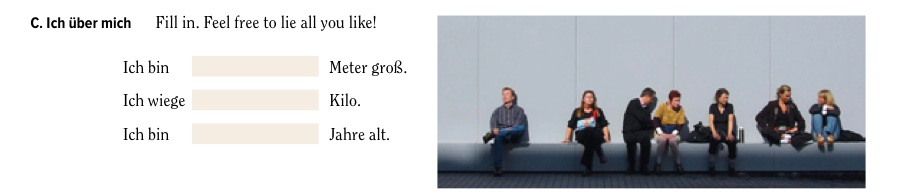 C. Ich über mich Fill in. Feel free to lie all you like!
Ich bin Meter groß.
Ich wiege Kilo.
Ich bin Jahre alt.